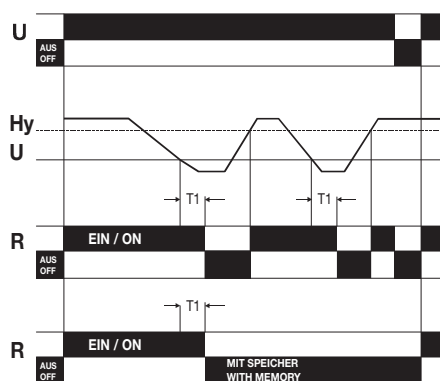 U
AUS
OFF
Hy
U
T1
T1
R
EIN / ON
AUS
OFF
T1
R
EIN / ON
AUS
OFF
MIT SPEICHER
WITH MEMORY